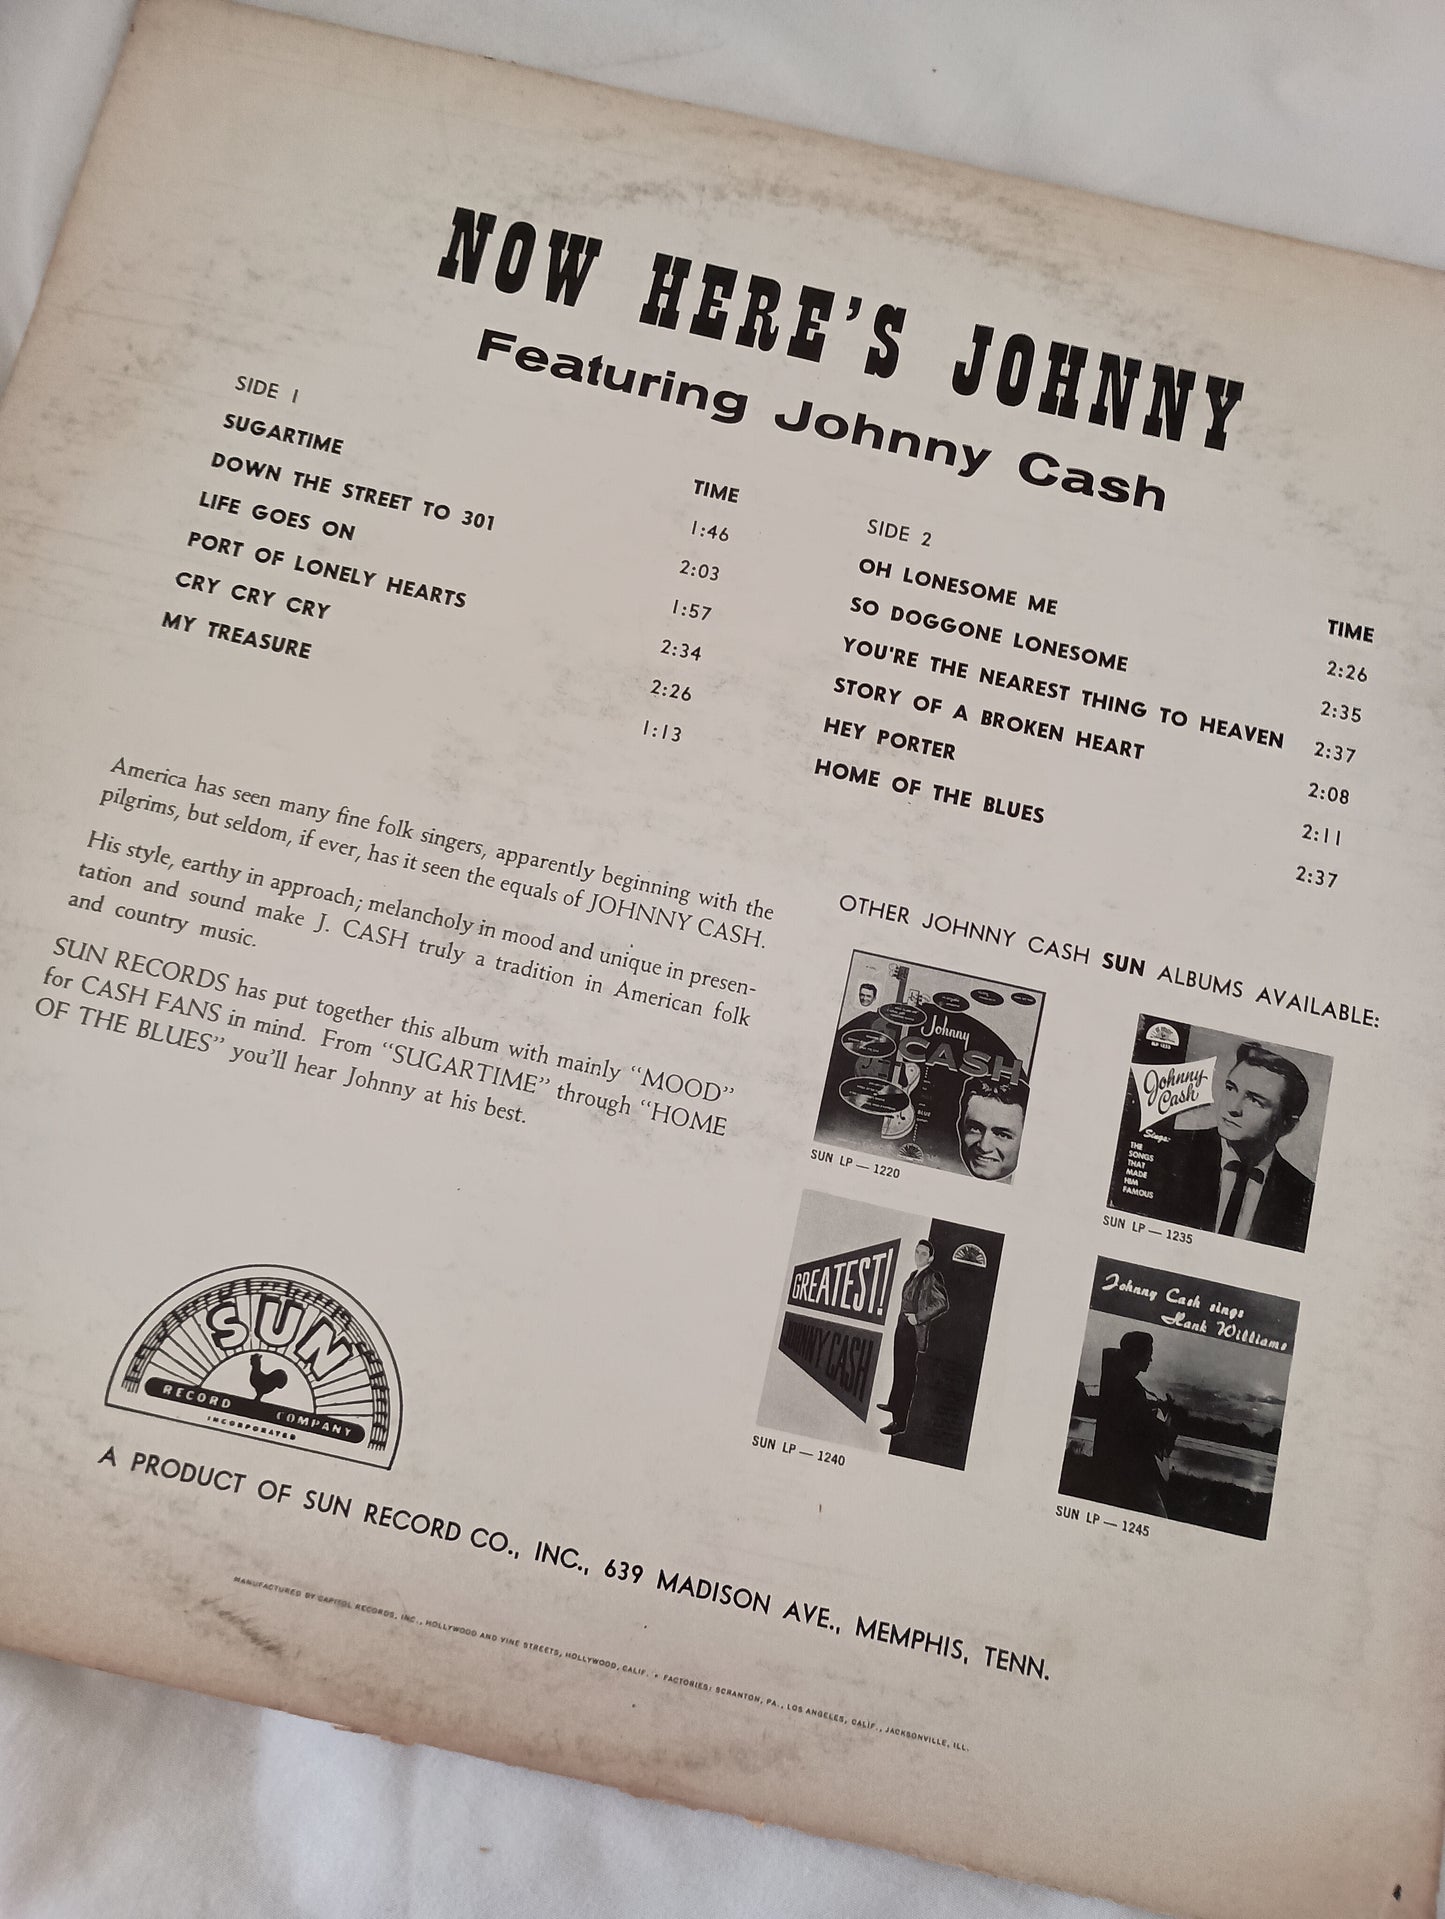 NOW HERE'S JOHNNY
Featuring Johnny Cash
SIDE 1
TIME
SUGARTIME 1:46
DOWN THE STREET TO 301 2:03
LIFE GOES ON 1:57
PORT OF LONELY HEARTS 2:34
CRY CRY CRY 2:26
MY TREASURE 1:13
SIDE 2
TIME
OH LONESOME ME 2:26
SO DOGGONE LONESOME 2:35
YOU'RE THE NEAREST THING TO HEAVEN 2:37
STORY OF A BROKEN HEART 2:08
HEY PORTER 2:11
HOME OF THE BLUES 2:37
America has seen many fine folk singers, apparently beginning with the
pilgrims, but seldom, if ever, has it seen the equals of JOHNNY CASH.
His style, earthy in approach; melancholy in mood and unique in presen-
tation and sound make J. CASH truly a tradition in American folk
and country music.
SUN RECORDS has put together this album with mainly “MOOD”
for CASH FANS in mind. From “SUGARTIME” through “HOME
OF THE BLUES” you’ll hear Johnny at his best.
OTHER JOHNNY CASH SUN ALBUMS AVAILABLE:
Johnny
CASH
BLUE
SUN LP — 1220
Johnny
Cash
Sings
THE
SONGS
THAT
MADE
HIM
FAMOUS
SUN LP — 1235
GREATEST!
JOHNNY CASH
SUN LP — 1240
Johnny Cash sings
Hank Williams
SUN LP — 1245
SUN
RECORD COMPANY
INCORPORATED
A PRODUCT OF SUN RECORD CO., INC., 639 MADISON AVE., MEMPHIS, TENN.
MANUFACTURED BY CAPITOL RECORDS, INC., HOLLYWOOD AND VINE STREETS, HOLLYWOOD, CALIF. • FACTORIES: SCRANTON, PA., LOS ANGELES, CALIF., JACKSONVILLE, ILL.